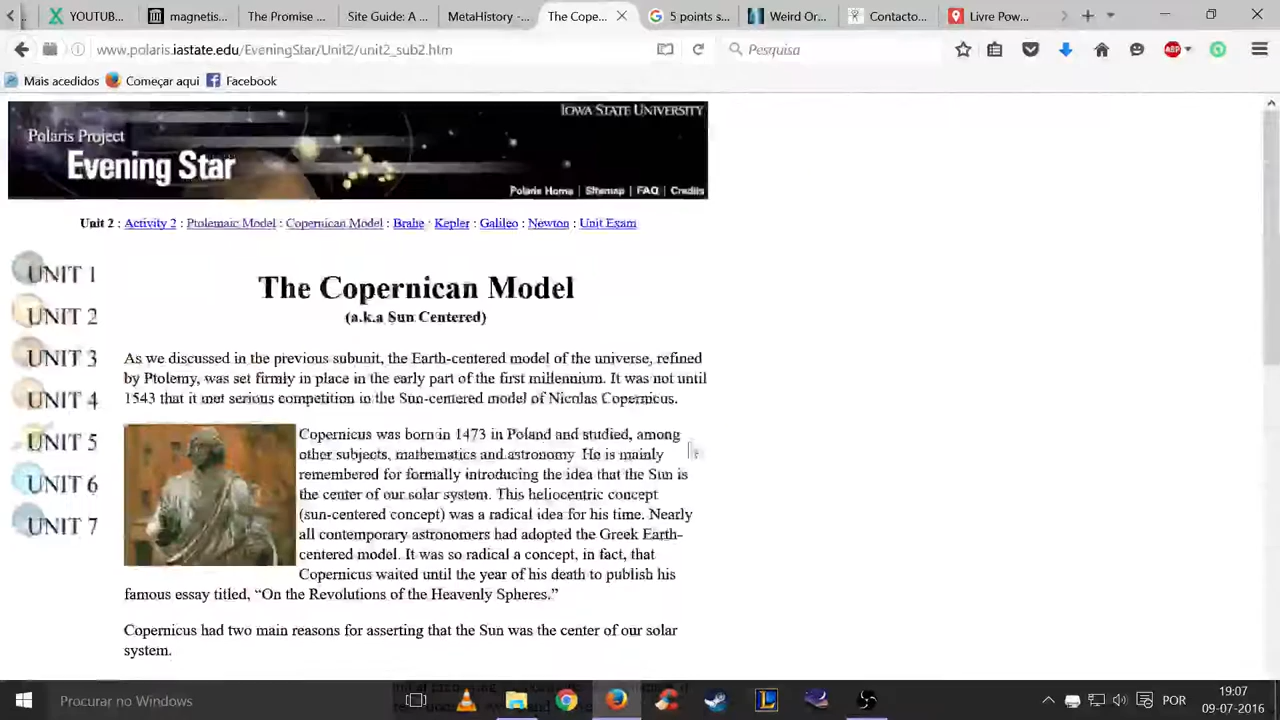 YOUTUB...
magnetis...
The Promise ...
Site Guide: A ...
MetaHistory - ...
The Cope...
5 points s...
Weird Or...
Contacto...
Livre Pow...
www.polaris.iastate.edu/EveningStar/Unit2/unit2_sub2.htm
Pesquisa
ABP
Mais acedidos
Começar aqui
Facebook
IOWA STATE UNIVERSITY
Polaris Project
Evening Star
Polaris Home | Sitemap | FAQ | Credits
Unit 2 : Activity 2 : Ptolemaic Model : Copernican Model : Brahe : Kepler : Galileo : Newton : Unit Exam
UNIT 1
UNIT 2
UNIT 3
UNIT 4
UNIT 5
UNIT 6
UNIT 7
The Copernican Model
(a.k.a Sun Centered)
As we discussed in the previous subunit, the Earth-centered model of the universe, refined
by Ptolemy, was set firmly in place in the early part of the first millennium. It was not until
1543 that it met serious competition in the Sun-centered model of Nicolas Copernicus.
Copernicus was born in 1473 in Poland and studied, among
other subjects, mathematics and astronomy. He is mainly
remembered for formally introducing the idea that the Sun is
the center of our solar system. This heliocentric concept
(sun-centered concept) was a radical idea for his time. Nearly
all contemporary astronomers had adopted the Greek Earth-
centered model. It was so radical a concept, in fact, that
Copernicus waited until the year of his death to publish his
famous essay titled, “On the Revolutions of the Heavenly Spheres.”
Copernicus had two main reasons for asserting that the Sun was the center of our solar
system.
Procurar no Windows
POR
19:07
09-07-2016